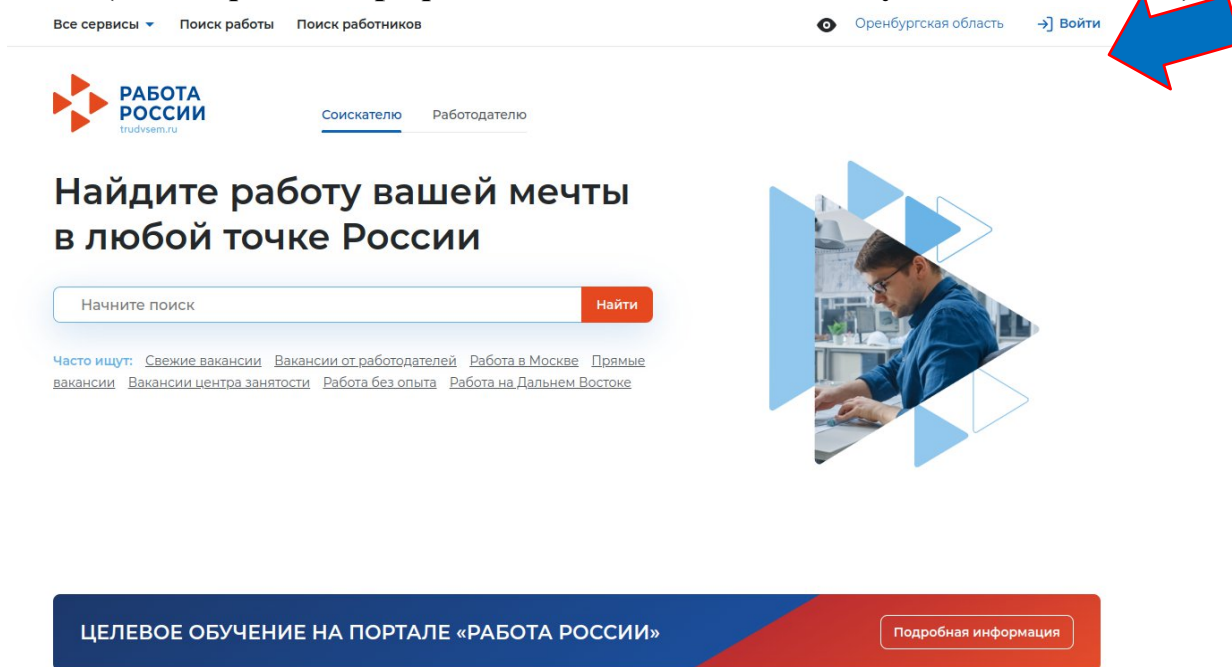 Все сервисы Поиск работы Поиск работников Оренбургская область Войти
РАБОТА
РОССИИ
trudvsem.ru
Соискателю Работодателю
Найдите работу вашей мечты
в любой точке России
Начните поиск Найти
Часто ищут: Свежие вакансии Вакансии от работодателей Работа в Москве Прямые
вакансии Вакансии центра занятости Работа без опыта Работа на Дальнем Востоке
ЦЕЛЕВОЕ ОБУЧЕНИЕ НА ПОРТАЛЕ «РАБОТА РОССИИ» Подробная информация